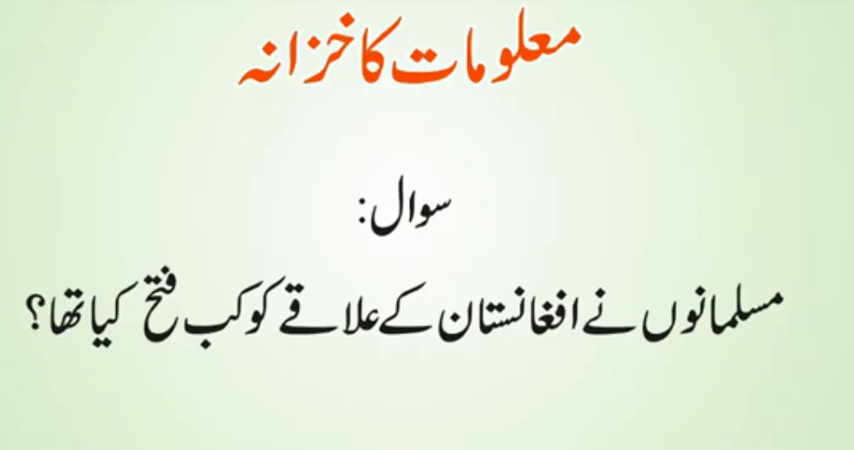 معلومات کا خزانہ
سوال:
مسلمانوں نے افغانستان کے علاقے کو کب فتح کیا تھا؟